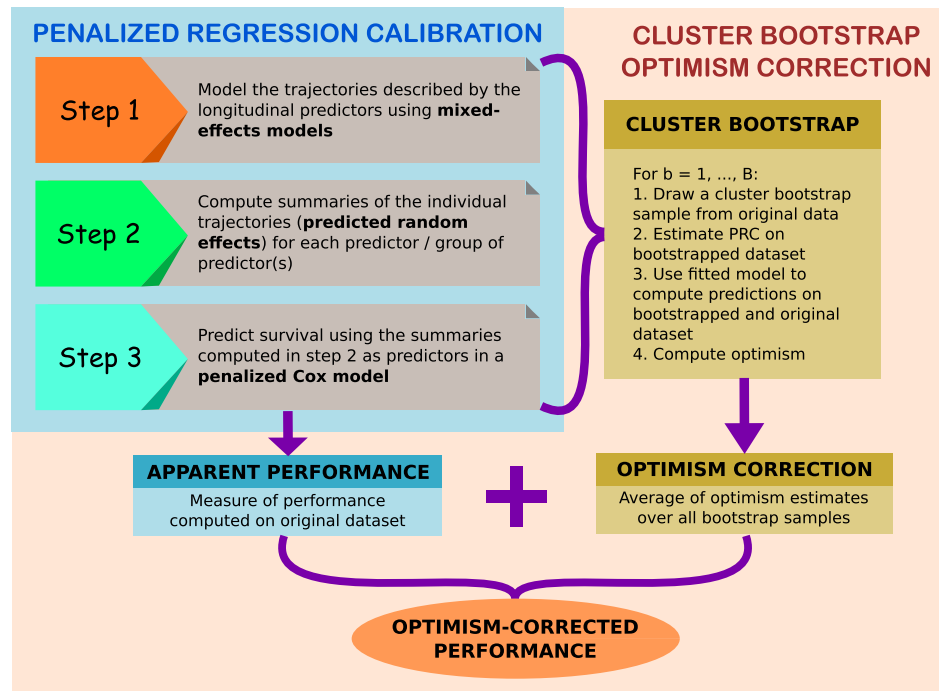 PENALIZED REGRESSION CALIBRATION
Step 1
Model the trajectories described by the
longitudinal predictors using mixed-
effects models
Step 2
Compute summaries of the individual
trajectories (predicted random
effects) for each predictor / group of
predictor(s)
Step 3
Predict survival using the summaries
computed in step 2 as predictors in a
penalized Cox model
CLUSTER BOOTSTRAP
OPTIMISM CORRECTION
CLUSTER BOOTSTRAP
For b = 1, ..., B:
1. Draw a cluster bootstrap
sample from original data
2. Estimate PRC on
bootstrapped dataset
3. Use fitted model to
compute predictions on
bootstrapped and original
dataset
4. Compute optimism
APPARENT PERFORMANCE
Measure of performance
computed on original dataset
+
OPTIMISM CORRECTION
Average of optimism estimates
over all bootstrap samples
OPTIMISM-CORRECTED
PERFORMANCE